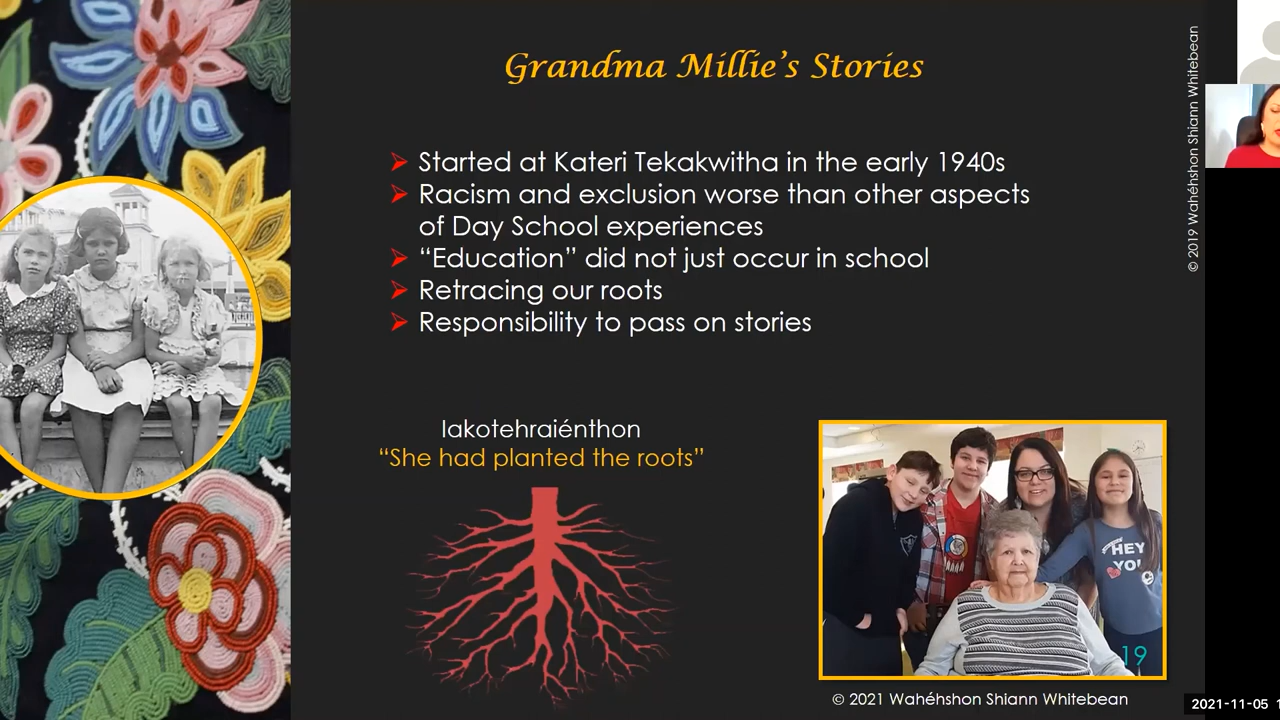 Grandma Millie's Stories
Started at Kateri Tekakwitha in the early 1940s
Racism and exclusion worse than other aspects
of Day School experiences
“Education” did not just occur in school
Retracing our roots
Responsibility to pass on stories
Iakotehraiénthon
“She had planted the roots”
HEY
YO
19
© 2021 Wahéhshon Shiann Whitebean
© 2019 Wahéhshon Shiann Whitebean
2021-11-05